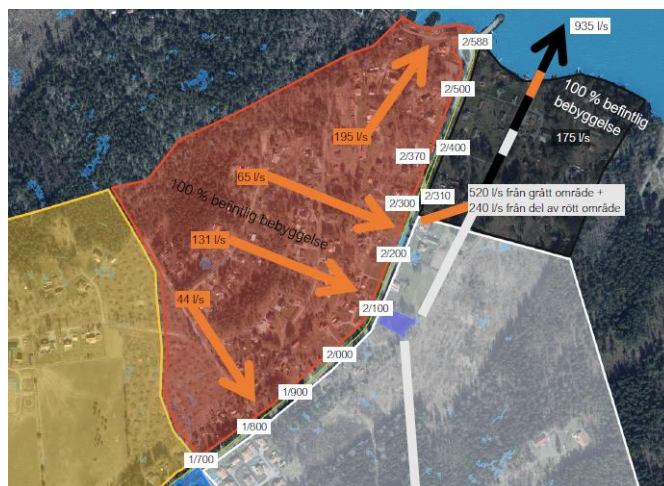 935 l/s
2/588
100 % befintlig
bebyggelse
2/500
195 l/s
175 l/s
2/400
2/370
65 l/s
100 % befintlig bebyggelse
2/310
520 l/s från grått område +
240 l/s från del av rött område
2/300
131 l/s
2/200
44 l/s
2/100
2/000
1/900
1/800
1/700